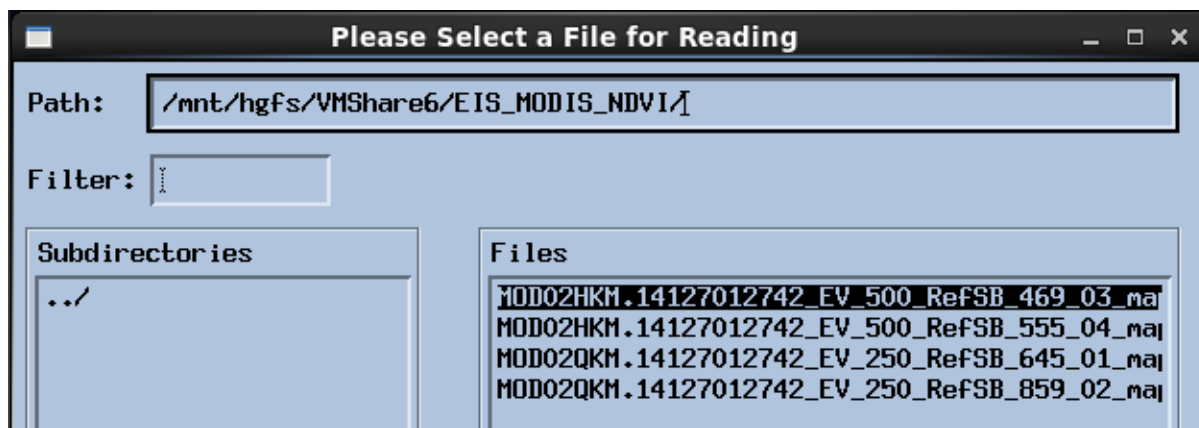 Please Select a File for Reading
Path: /mnt/hgfs/VMShare6/EIS_MODIS_NDVI/
Filter:
Subdirectories
../
Files
MOD02HKM.14127012742_EV_500_RefSB_469_03_ma
MOD02HKM.14127012742_EV_500_RefSB_555_04_ma
MOD02QKM.14127012742_EV_250_RefSB_645_01_ma
MOD02QKM.14127012742_EV_250_RefSB_859_02_ma